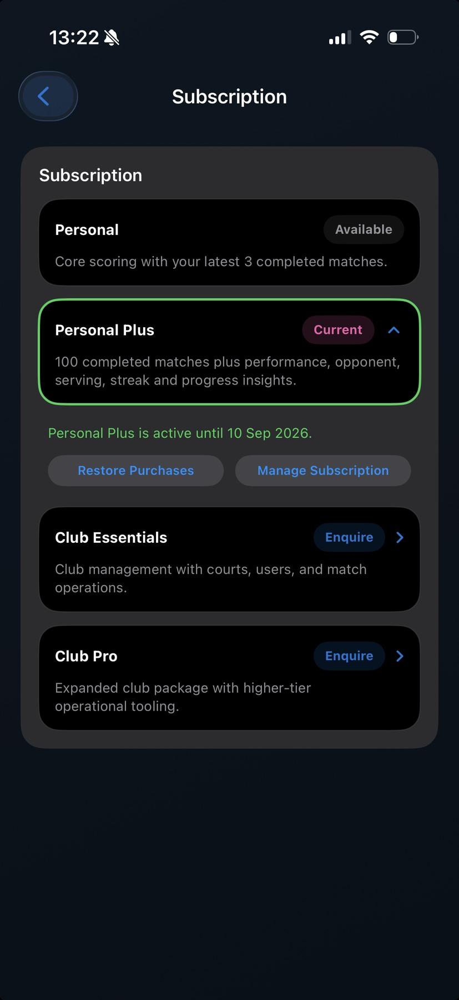 13:22
Subscription
Subscription
Personal
Available
Core scoring with your latest 3 completed matches.
Personal Plus
Current
100 completed matches plus performance, opponent,
serving, streak and progress insights.
Personal Plus is active until 10 Sep 2026.
Restore Purchases
Manage Subscription
Club Essentials
Enquire
Club management with courts, users, and match
operations.
Club Pro
Enquire
Expanded club package with higher-tier
operational tooling.